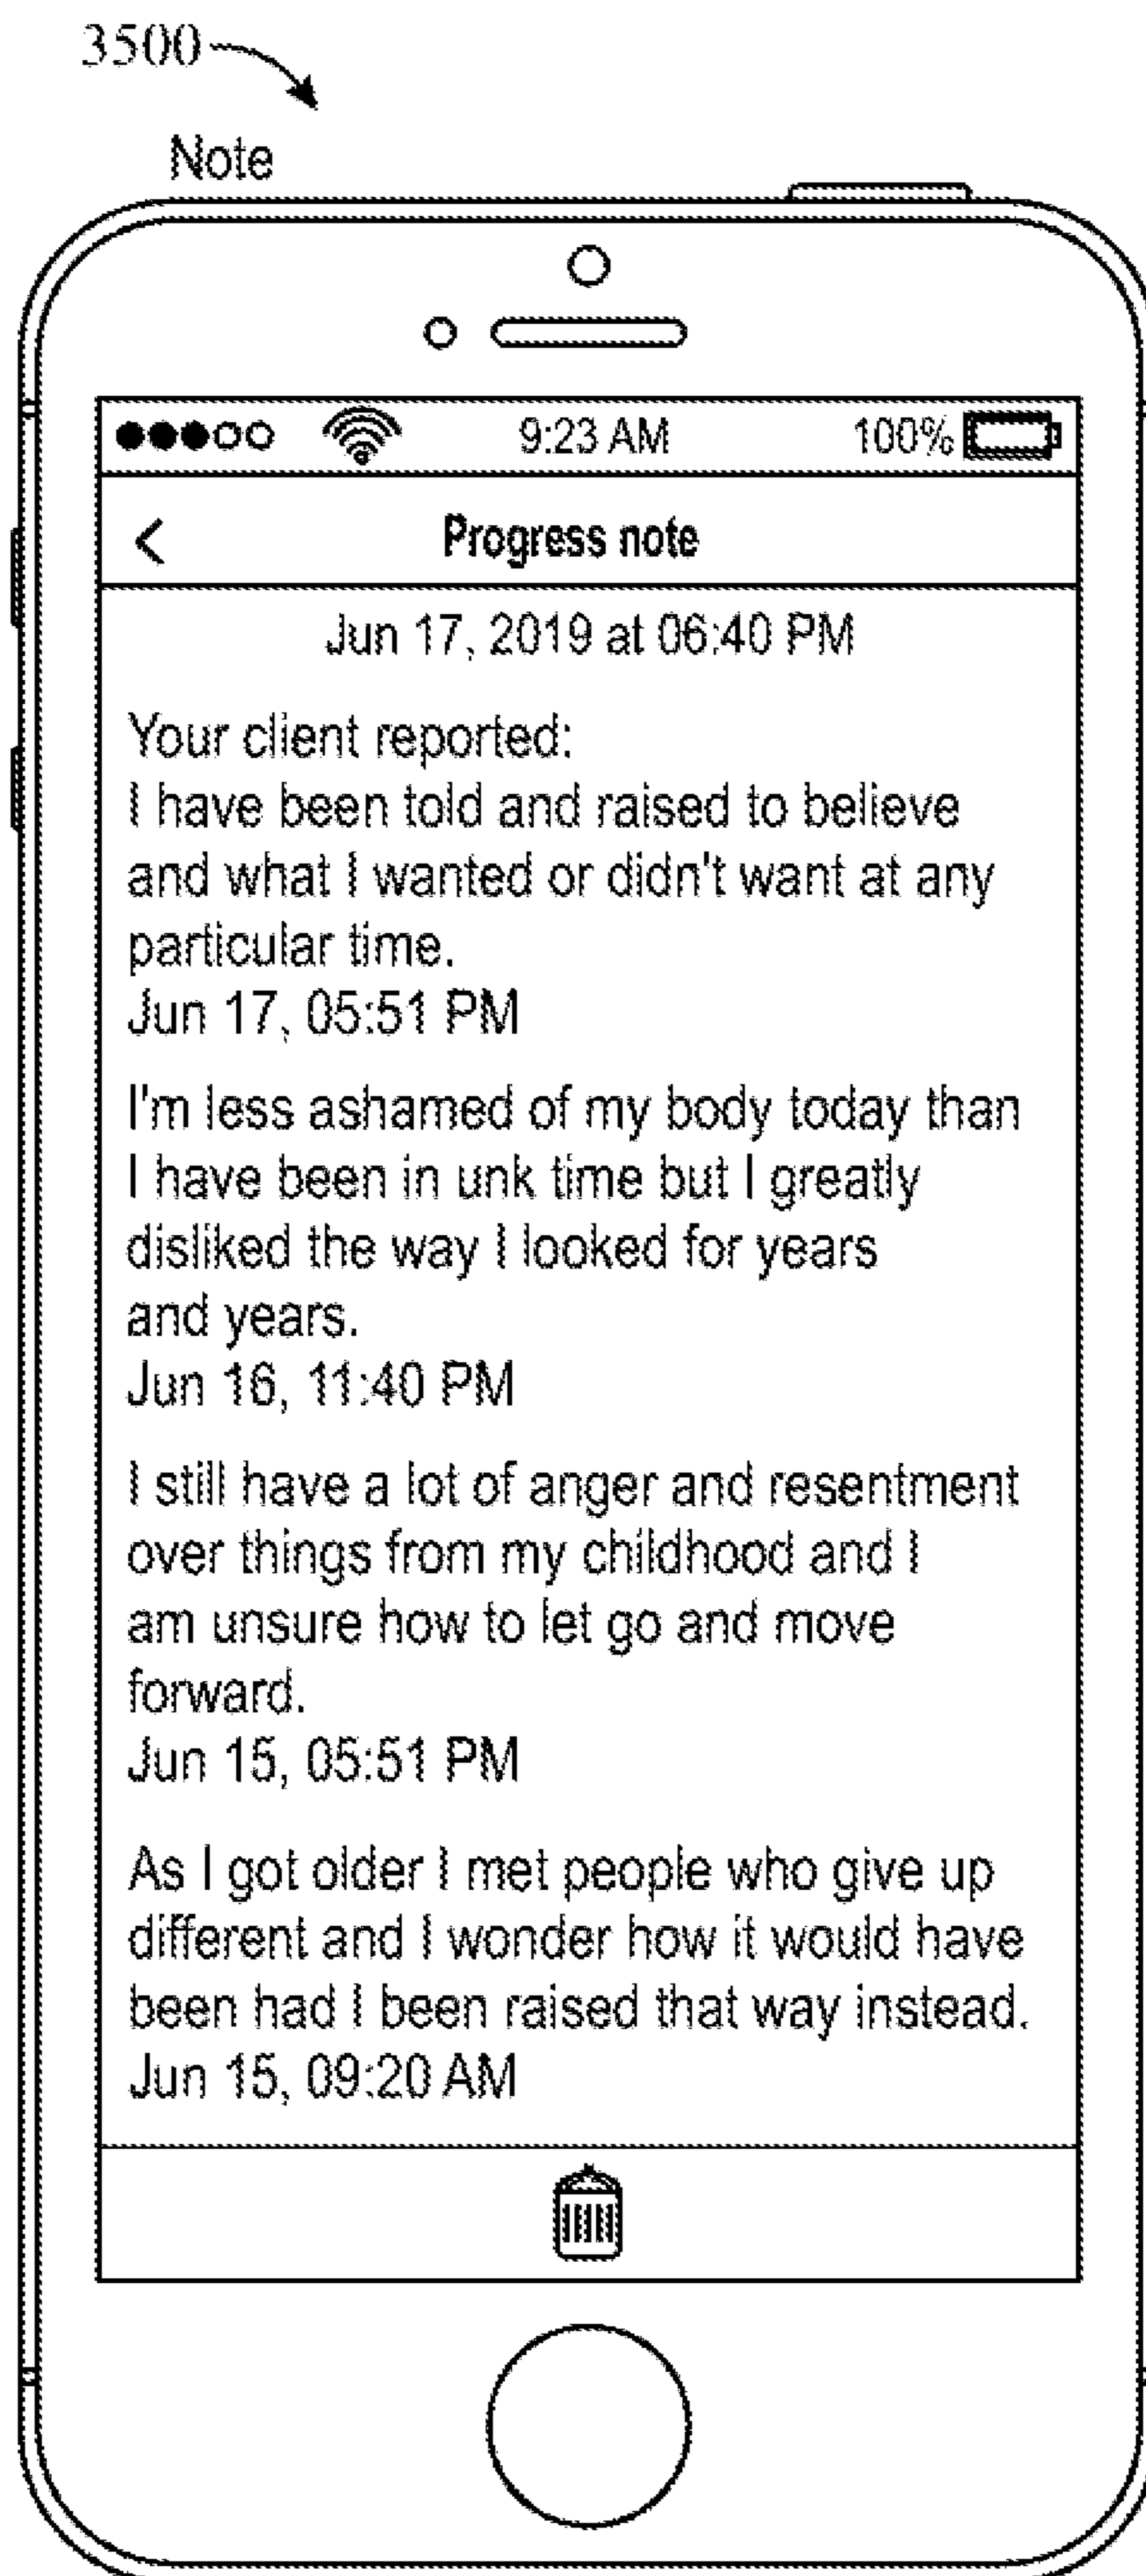 3500
Note
9:23 AM 100%
<
Progress note
Jun 17, 2019 at 06:40 PM
Your client reported:
I have been told and raised to believe
and what I wanted or didn't want at any
particular time.
Jun 17, 05:51 PM
I'm less ashamed of my body today than
I have been in unk time but I greatly
disliked the way I looked for years
and years.
Jun 16, 11:40 PM
I still have a lot of anger and resentment
over things from my childhood and I
am unsure how to let go and move
forward.
Jun 15, 05:51 PM
As I got older I met people who give up
different and I wonder how it would have
been had I been raised that way instead.
Jun 15, 09:20 AM